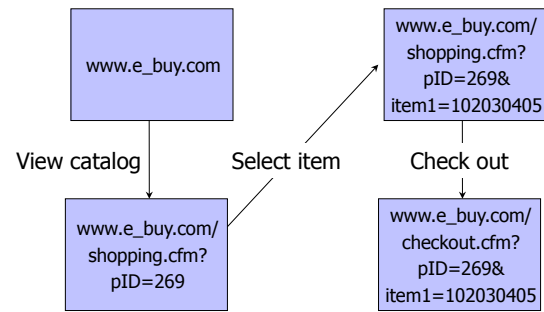 www.e_buy.com
View catalog
www.e_buy.com/
shopping.cfm?
pID=269
Select item
www.e_buy.com/
shopping.cfm?
pID=269&
item1=102030405
Check out
www.e_buy.com/
checkout.cfm?
pID=269&
item1=102030405